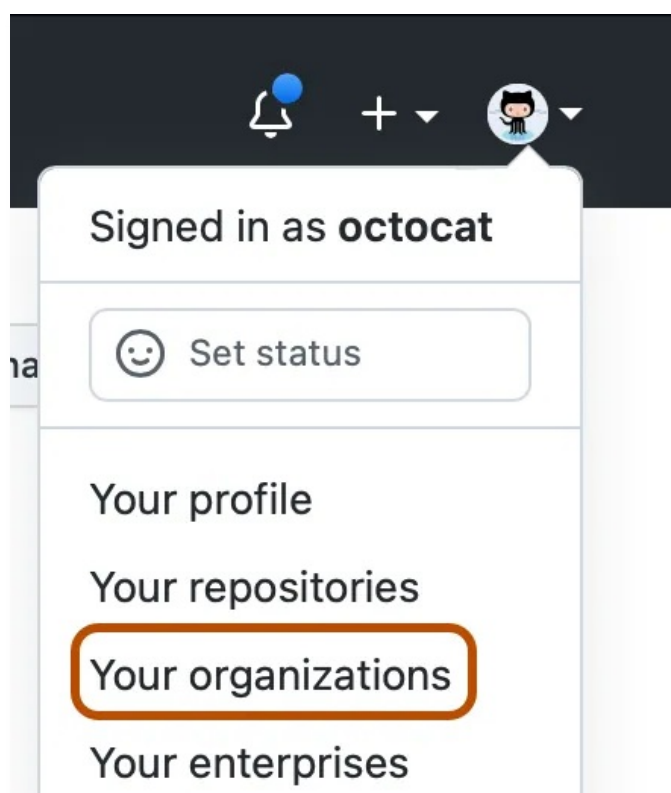 Signed in as octocat
Set status
Your profile
Your repositories
Your organizations
Your enterprises